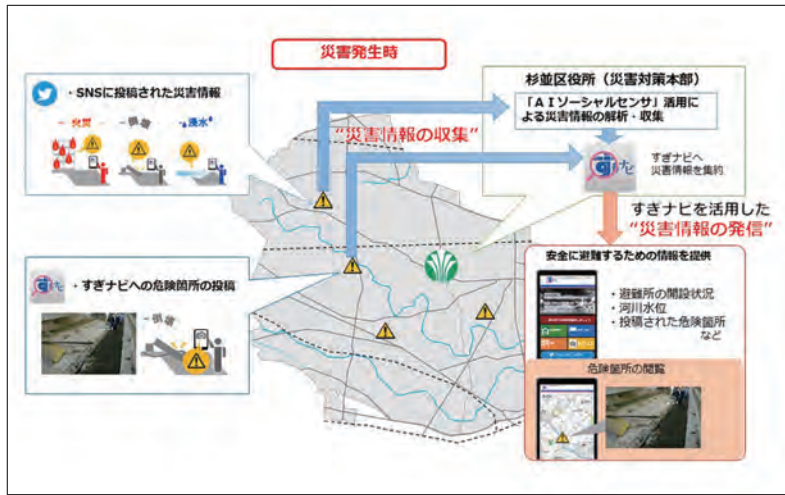 災害発生時
・SNSに投稿された災害情報
火災
損壊
浸水
杉並区役所（災害対策本部）
「ＡＩソーシャルセンサ」活用に
よる災害情報の解析・収集
“災害情報の収集”
すぎナビへ
災害情報を集約
すぎナビを活用した
“災害情報の発信”
・すぎナビへの危険箇所の投稿
損壊
安全に避難するための情報を提供
・避難所の開設状況
・河川水位
・投稿された危険箇所
など
危険箇所の閲覧